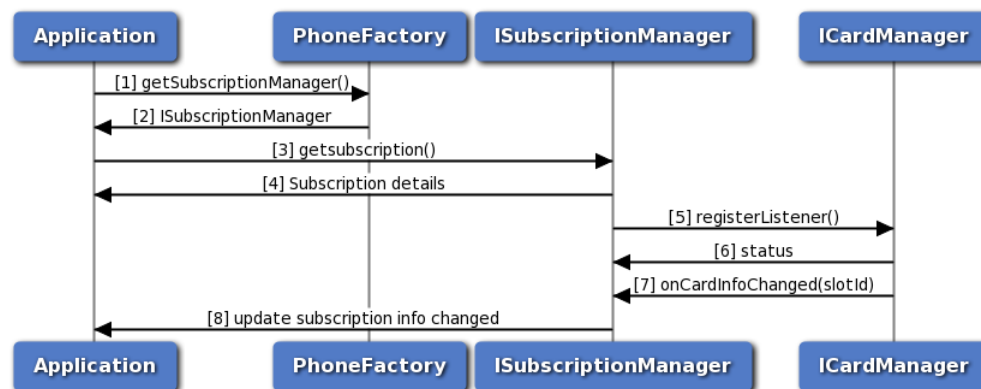 Application PhoneFactory ISubscriptionManager ICardManager
[1] getSubscriptionManager()
[2] ISubscriptionManager
[3] getsubscription()
[4] Subscription details
[5] registerListener()
[6] status
[7] onCardInfoChanged(slotId)
[8] update subscription info changed
Application PhoneFactory ISubscriptionManager ICardManager